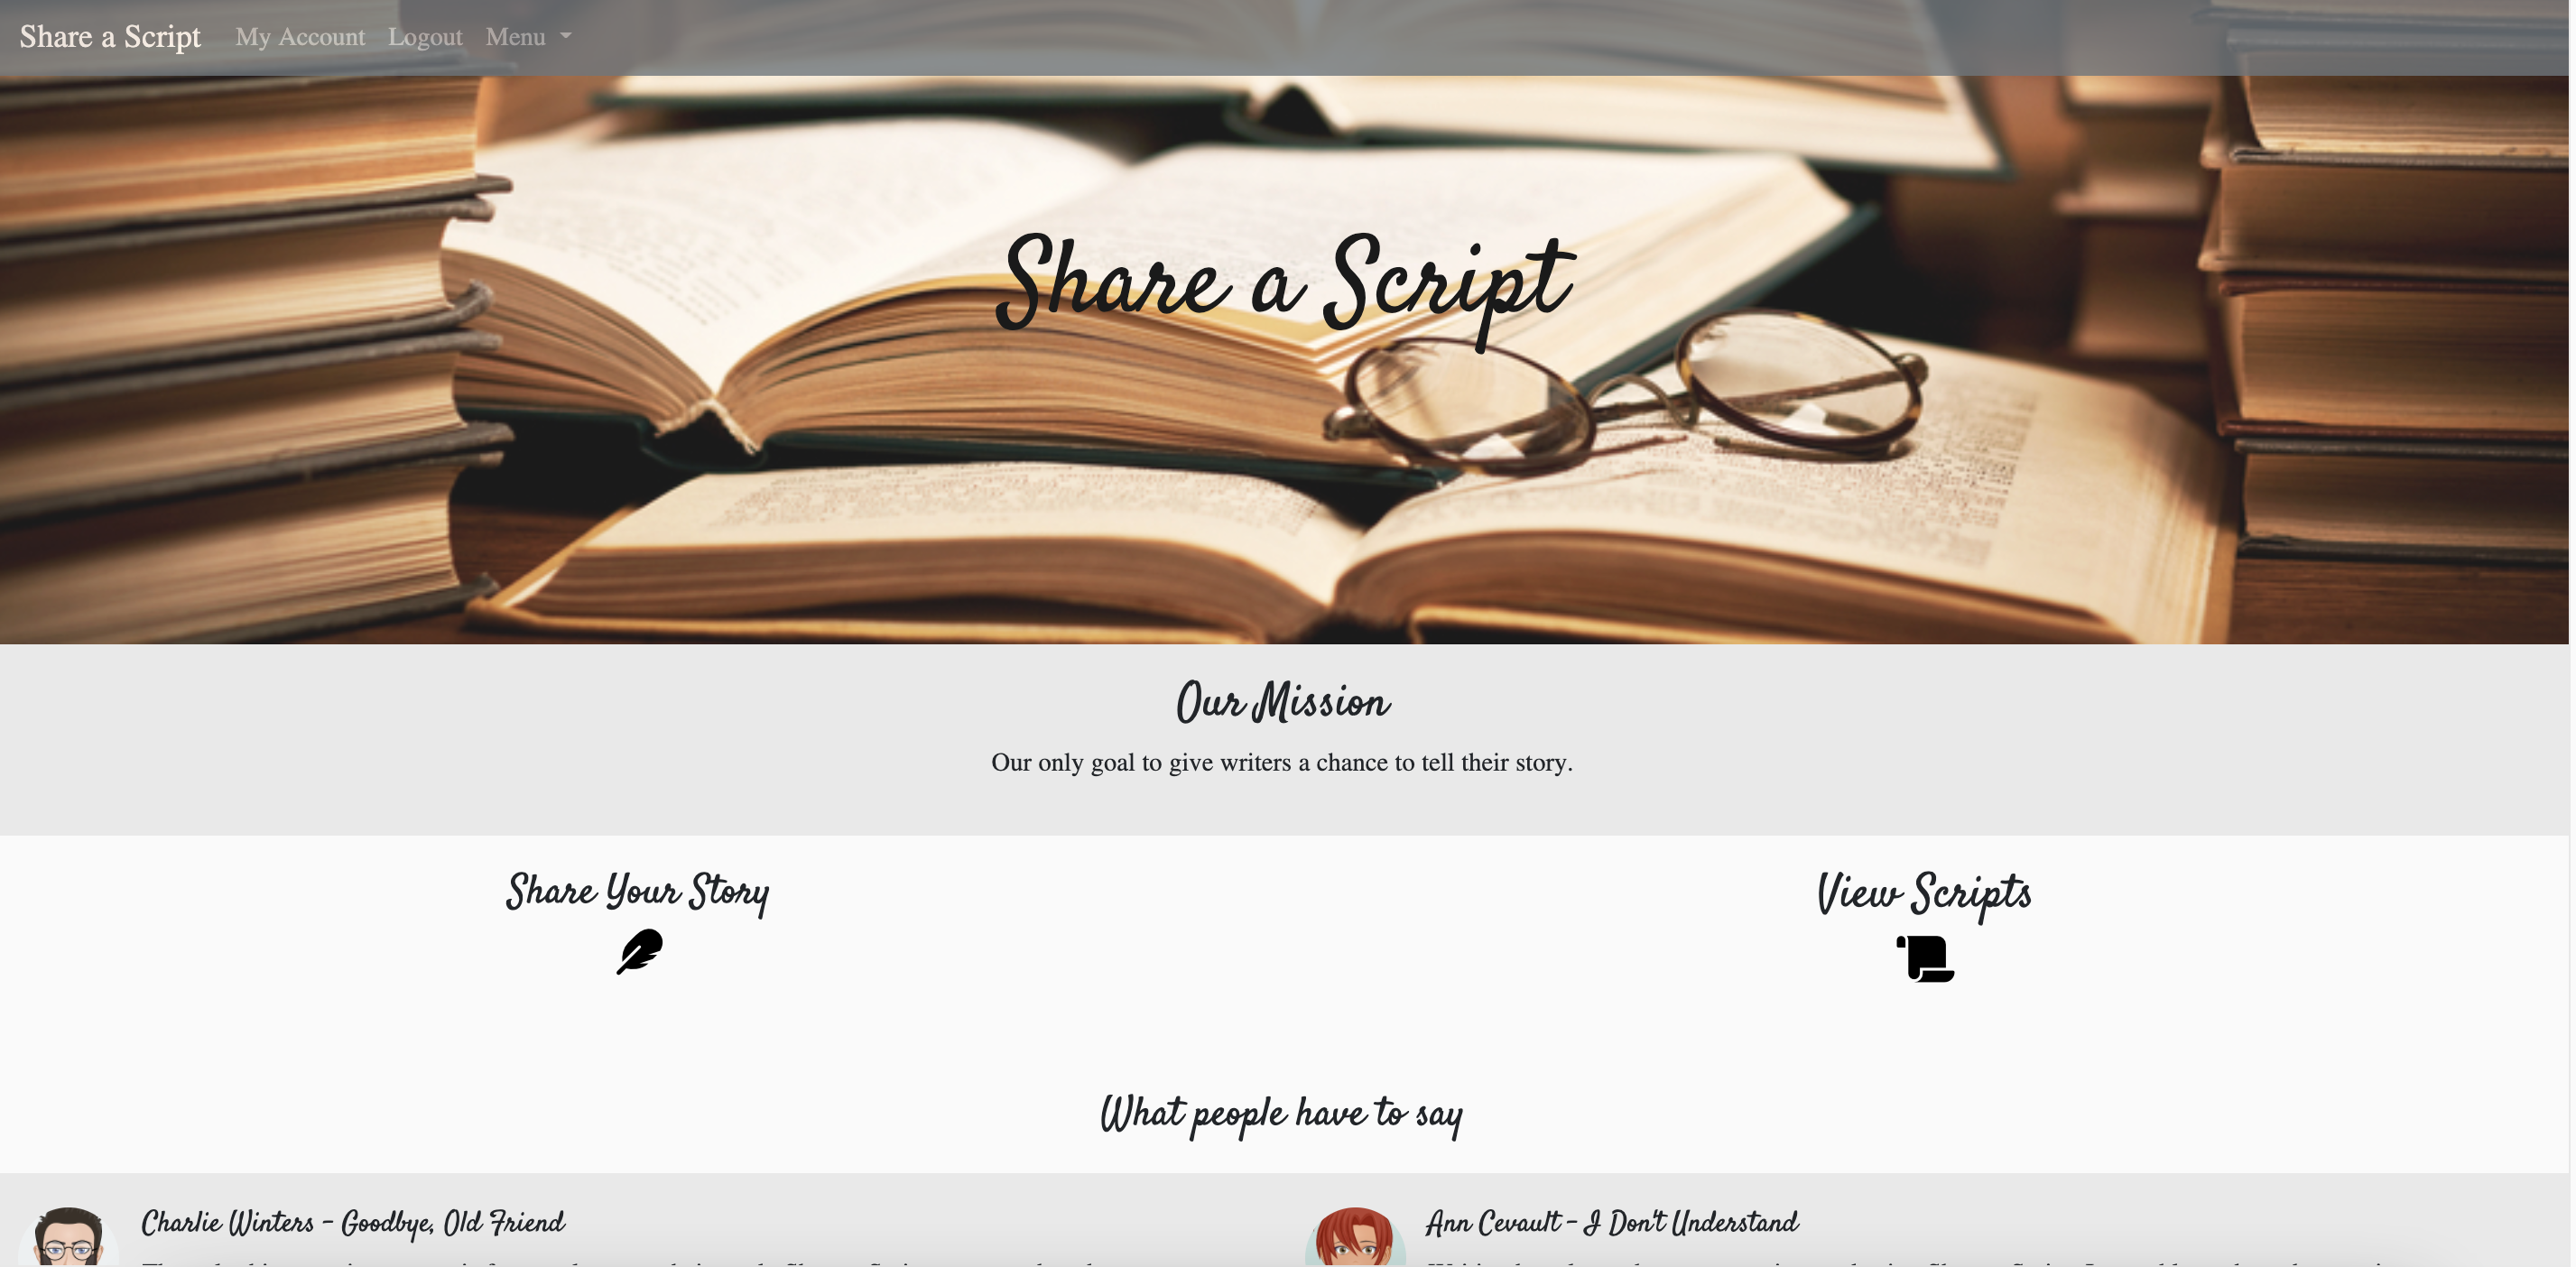 Share a Script My Account Logout Menu
Share a Script
Our Mission
Our only goal to give writers a chance to tell their story.
Share Your Story
View Scripts
What people have to say
Charlie Winters - Goodbye, Old Friend
Ann Cevault - I Don't Understand